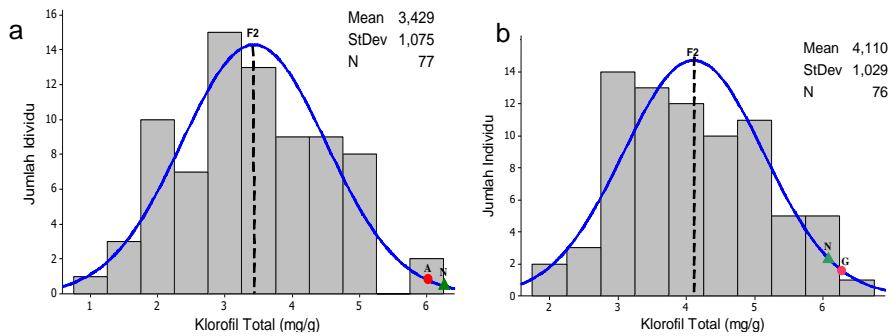 a
Mean 3,429
StDev 1,075
N 77
F2
16
14
12
10
8
6
4
2
0
Jumlah Idividu
A
N
1 2 3 4 5 6
Klorofil Total (mg/g)
b
Mean 4,110
StDev 1,029
N 76
F2
14
12
10
8
6
4
2
0
Jumlah Individu
N
G
2 3 4 5 6
Klorofil Total (mg/g)